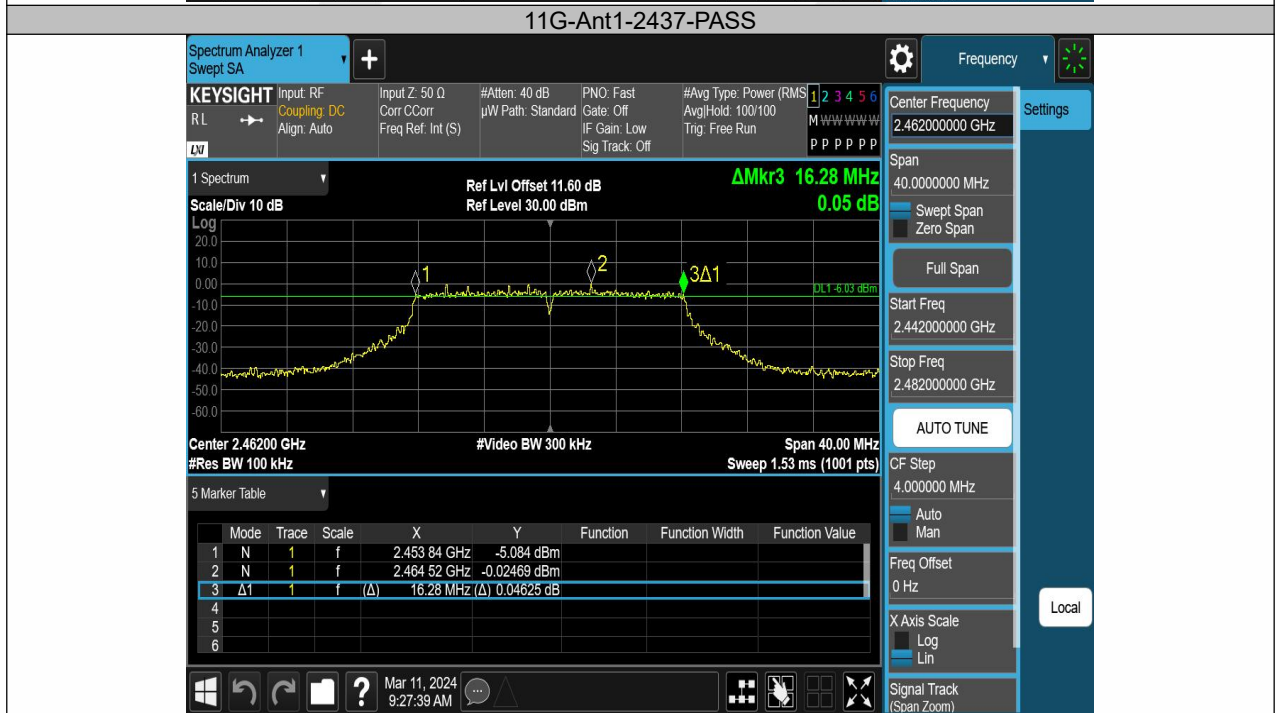 11G-Ant1-2437-PASS
Spectrum Analyzer 1
Swept SA
+
Frequency
KEYSIGHT
RL
LXI
Input: RF
Coupling: DC
Align: Auto
Input Z: 50 Ω
Corr CCorr
Freq Ref: Int (S)
#Atten: 40 dB
µW Path: Standard
PNO: Fast
Gate: Off
IF Gain: Low
Sig Track: Off
#Avg Type: Power (RMS
Avg|Hold: 100/100
Trig: Free Run
1 2 3 4 5 6
M W W W W W
P P P P P P
1 Spectrum
Scale/Div 10 dB
Ref Lvl Offset 11.60 dB
Ref Level 30.00 dBm
ΔMkr3 16.28 MHz
0.05 dB
Log
20.0
10.0
0.00
-10.0
-20.0
-30.0
-40.0
-50.0
-60.0
1
2
3Δ1
DL1 -6.03 dBm
Center 2.46200 GHz
#Video BW 300 kHz
Span 40.00 MHz
#Res BW 100 kHz
Sweep 1.53 ms (1001 pts)
5 Marker Table
Mode Trace Scale X Y Function Function Width Function Value
1 N 1 f 2.453 84 GHz -5.084 dBm
2 N 1 f 2.464 52 GHz -0.02469 dBm
3 Δ1 1 f (Δ) 16.28 MHz (Δ) 0.04625 dB
4
5
6
?
Mar 11, 2024
9:27:39 AM
Center Frequency
2.462000000 GHz
Settings
Span
40.0000000 MHz
Swept Span
Zero Span
Full Span
Start Freq
2.442000000 GHz
Stop Freq
2.482000000 GHz
AUTO TUNE
CF Step
4.000000 MHz
Auto
Man
Freq Offset
0 Hz
X Axis Scale
Log
Lin
Local
Signal Track
(Span Zoom)